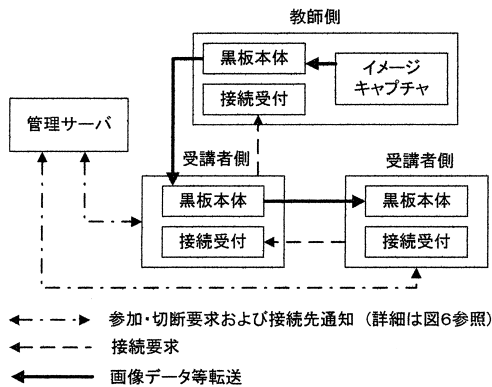 教師側
黒板本体
イメージ
キャプチャ
接続受付
管理サーバ
受講者側
黒板本体
接続受付
受講者側
黒板本体
接続受付
参加・切断要求および接続先通知 (詳細は図6参照)
接続要求
画像データ等転送